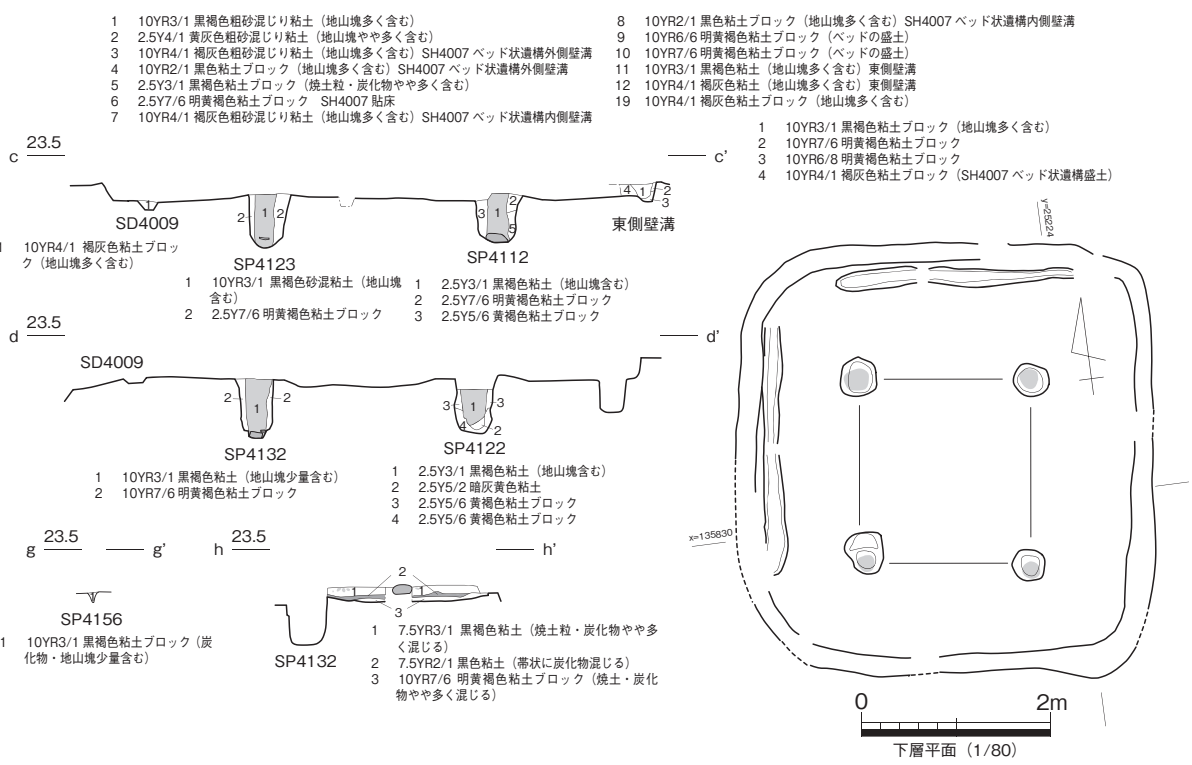 1 10YR3/1 黒褐色粗砂混じり粘土（地山塊多く含む）
2 2.5Y4/1 黄灰色粗砂混じり粘土（地山塊やや多く含む）
3 10YR4/1 褐灰色粗砂混じり粘土（地山塊多く含む）SH4007 ベッド状遺構外側壁溝
4 10YR2/1 黒色粘土ブロック（地山塊多く含む）SH4007 ベッド状遺構外側壁溝
5 2.5Y3/1 黒褐色粘土ブロック（焼土粒・炭化物やや多く含む）
6 2.5Y7/6 明黄褐色粘土ブロック SH4007 貼床
7 10YR4/1 褐灰色粗砂混じり粘土（地山塊多く含む）SH4007 ベッド状遺構内側壁溝
8 10YR2/1 黒色粘土ブロック（地山塊多く含む）SH4007 ベッド状遺構内側壁溝
9 10YR6/6 明黄褐色粘土ブロック（ベッドの盛土）
10 10YR7/6 明黄褐色粘土ブロック（ベッドの盛土）
11 10YR3/1 黒褐色粘土（地山塊多く含む）東側壁溝
12 10YR4/1 褐灰色粘土（地山塊多く含む）東側壁溝
19 10YR4/1 褐灰色粘土ブロック（地山塊多く含む）
1 10YR3/1 黒褐色粘土ブロック（地山塊多く含む）
2 10YR7/6 明黄褐色粘土ブロック
3 10YR6/8 明黄褐色粘土ブロック
4 10YR4/1 褐灰色粘土ブロック（SH4007 ベッド状遺構盛土）
c 23.5 c'
1
2 1 2
3 1 2 5
4 1 2 3
SD4009
SP4123
SP4112
東側壁溝
1 10YR4/1 褐灰色粘土ブロッ
ク（地山塊多く含む）
1 10YR3/1 黒褐色砂混粘土（地山塊
含む）
2 2.5Y7/6 明黄褐色粘土ブロック
1 2.5Y3/1 黒褐色粘土（地山塊含む）
2 2.5Y7/6 明黄褐色粘土ブロック
3 2.5Y5/6 黄褐色粘土ブロック
d 23.5 d'
SD4009
2 1 2
3 1 3 4 2
SP4132
SP4122
1 10YR3/1 黒褐色粘土（地山塊少量含む）
2 10YR7/6 明黄褐色粘土ブロック
1 2.5Y3/1 黒褐色粘土（地山塊含む）
2 2.5Y5/2 暗灰黄色粘土
3 2.5Y5/6 黄褐色粘土ブロック
4 2.5Y5/6 黄褐色粘土ブロック
g 23.5 g'
SP4156
1 10YR3/1 黒褐色粘土ブロック（炭
化物・地山塊少量含む）
h 23.5 h'
2
1 1
3
SP4132
1 7.5YR3/1 黒褐色粘土（焼土粒・炭化物やや多
く混じる）
2 7.5YR2/1 黒色粘土（帯状に炭化物混じる）
3 10YR7/6 明黄褐色粘土ブロック（焼土・炭化
物やや多く混じる）
y=25224
x=135830
0 2m
下層平面（1/80）